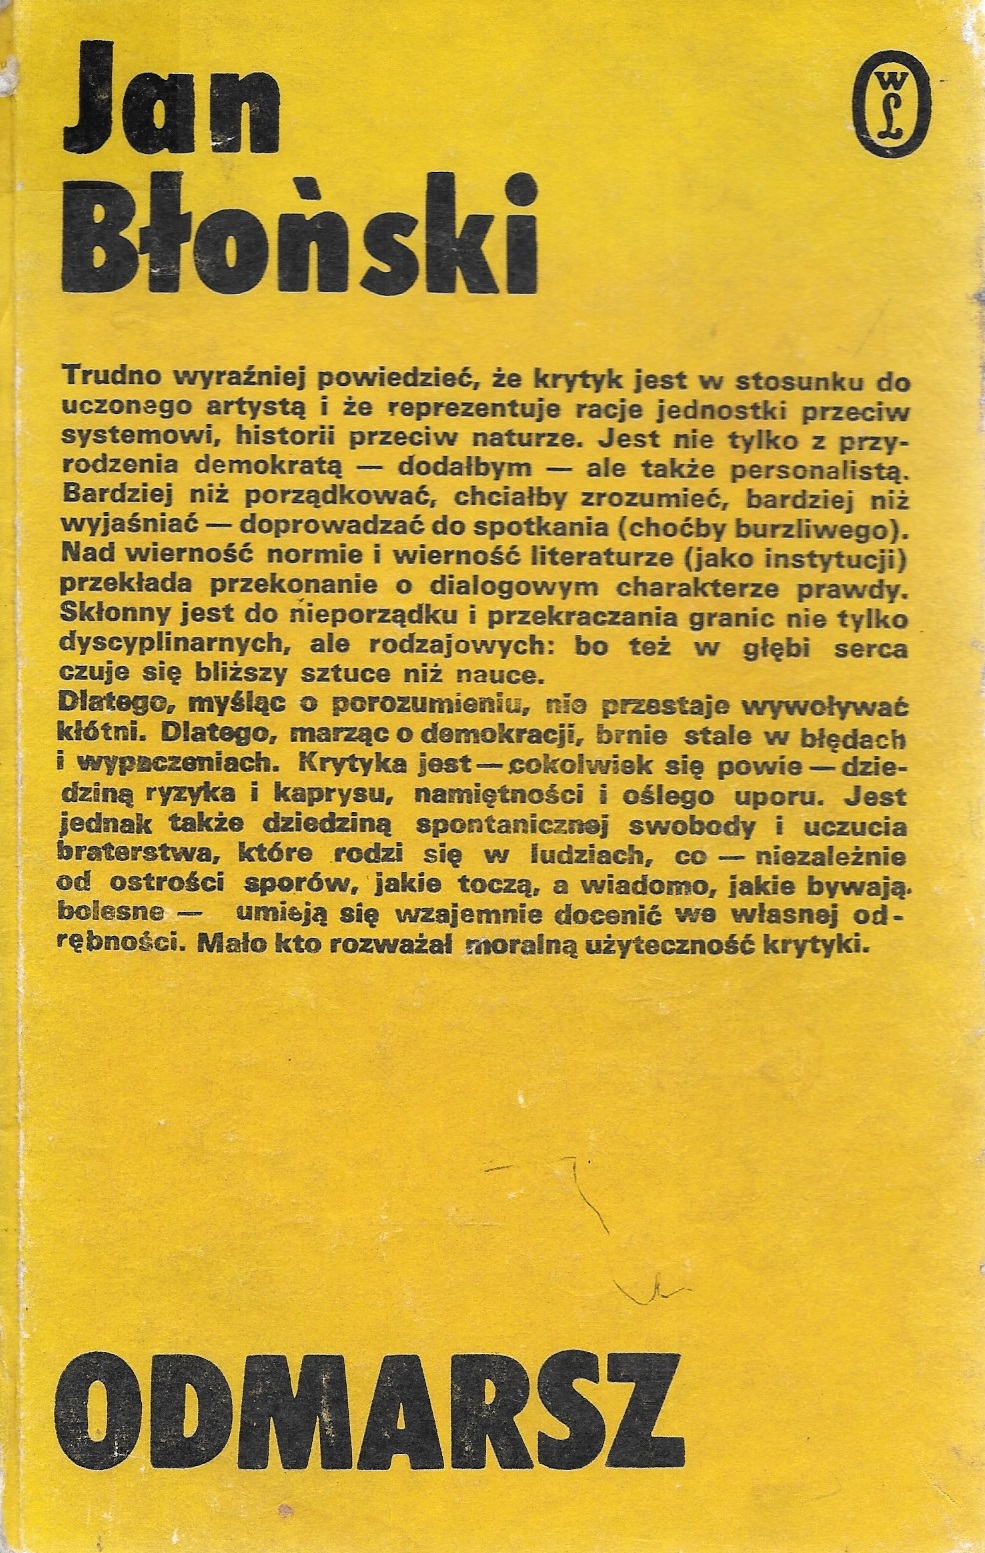 Jan
Błoński
WL
Trudno wyraźniej powiedzieć, że krytyk jest w stosunku do
uczonego artystą i że reprezentuje racje jednostki przeciw
systemowi, historii przeciw naturze. Jest nie tylko z przy-
rodzenia demokratą — dodałbym — ale także personalistą.
Bardziej niż porządkować, chciałby zrozumieć, bardziej niż
wyjaśniać — doprowadzać do spotkania (choćby burzliwego).
Nad wierność normie i wierność literaturze (jako instytucji)
przekłada przekonanie o dialogowym charakterze prawdy.
Skłonny jest do nieporządku i przekraczania granic nie tylko
dyscyplinarnych, ale rodzajowych: bo też w głębi serca
czuje się bliższy sztuce niż nauce.
Dlatego, myśląc o porozumieniu, nie przestaje wywoływać
kłótni. Dlatego, marząc o demokracji, brnie stale w błędach
i wypaczeniach. Krytyka jest — cokolwiek się powie — dzie-
dziną ryzyka i kaprysu, namiętności i oślego uporu. Jest
jednak także dziedziną spontanicznej swobody i uczucia
braterstwa, które rodzi się w ludziach, co — niezależnie
od ostrości sporów, jakie toczą, a wiadomo, jakie bywają
bolesne — umieją się wzajemnie docenić we własnej od-
rębności. Mało kto rozważał moralną użyteczność krytyki.
ODMARSZ